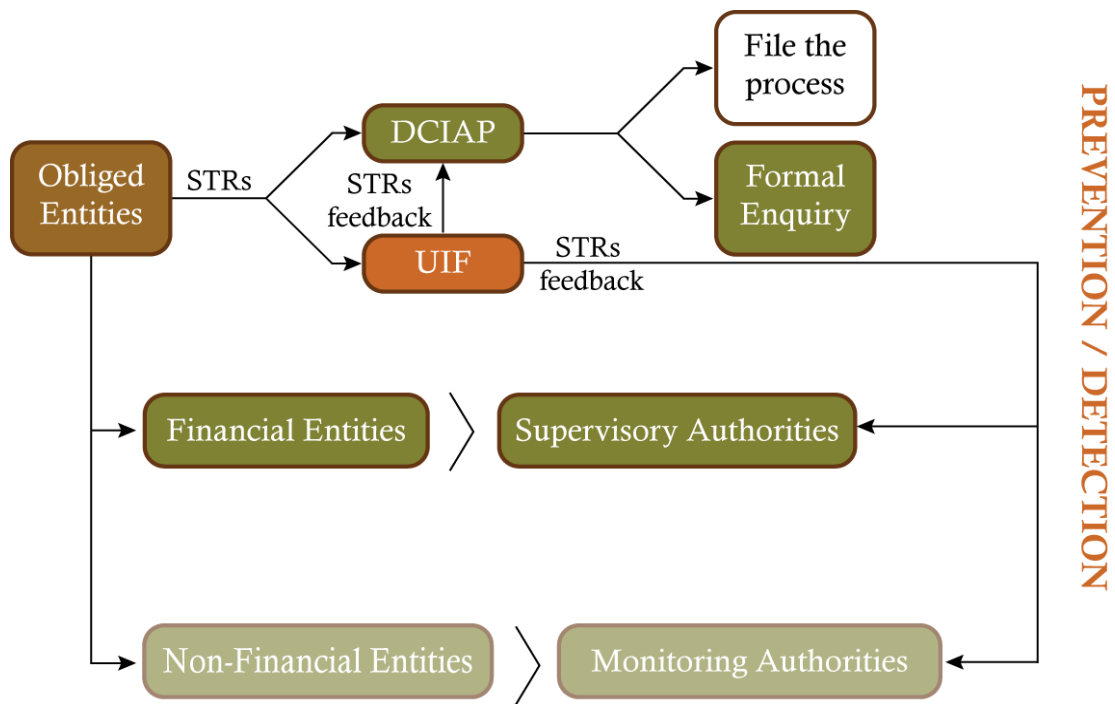 File the
process
DCIAP
Obliged
Entities
STRs
STRs
feedback
Formal
Enquiry
UIF
STRs
feedback
PREVENTION / DETECTION
Financial Entities
Supervisory Authorities
Non-Financial Entities
Monitoring Authorities